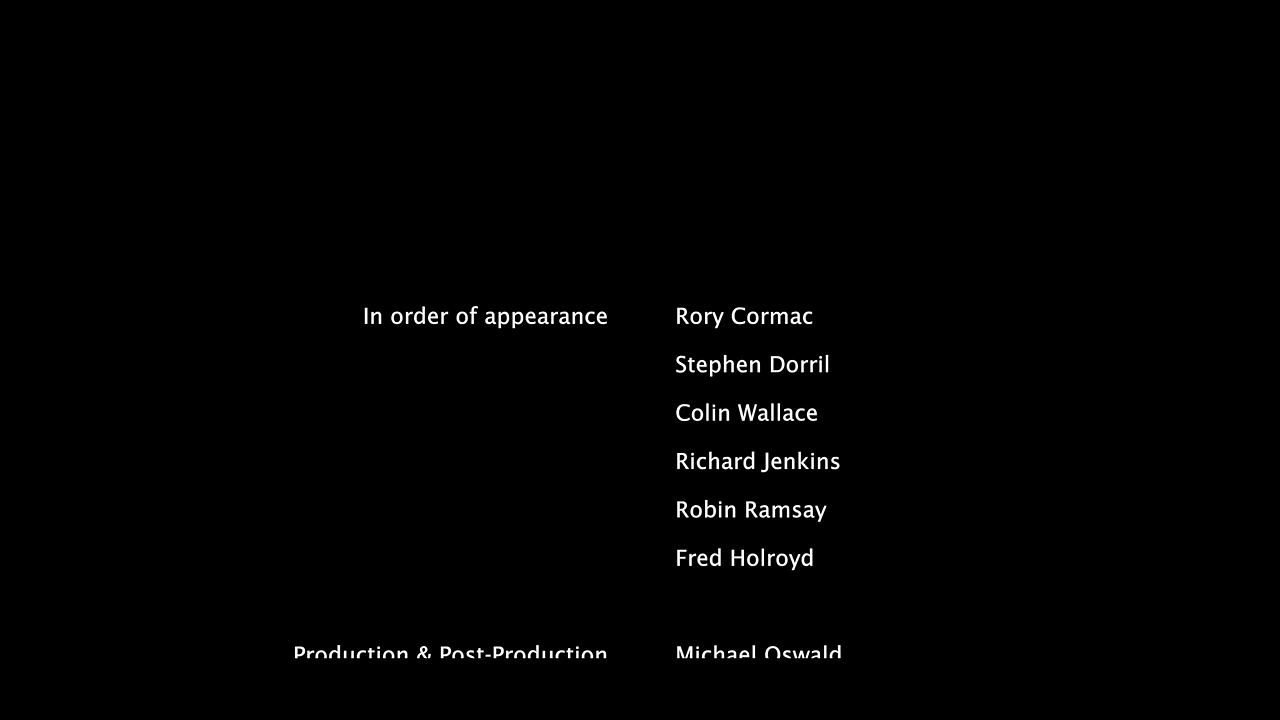 In order of appearance Rory Cormac
Stephen Dorril
Colin Wallace
Richard Jenkins
Robin Ramsay
Fred Holroyd
Production & Post-Production Michael Oswald